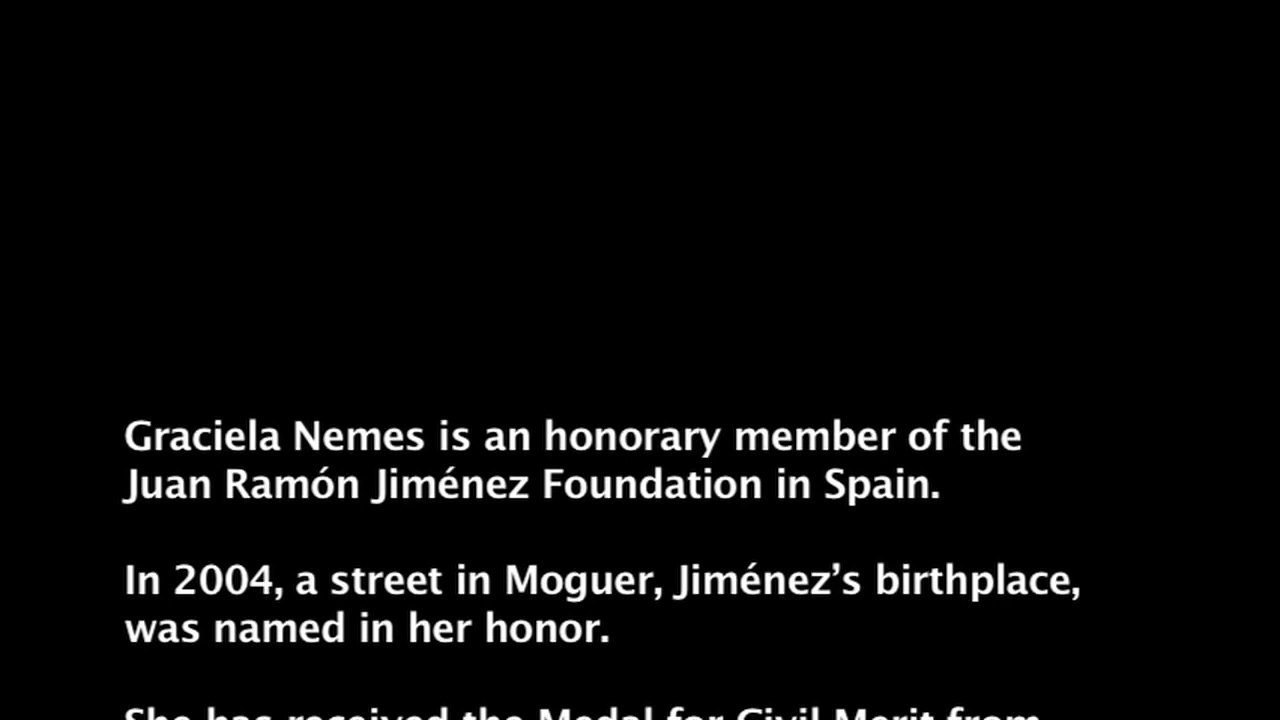 Graciela Nemes is an honorary member of the
Juan Ramón Jiménez Foundation in Spain.
In 2004, a street in Moguer, Jiménez’s birthplace,
was named in her honor.
She has received the Medal for Civil Merit from